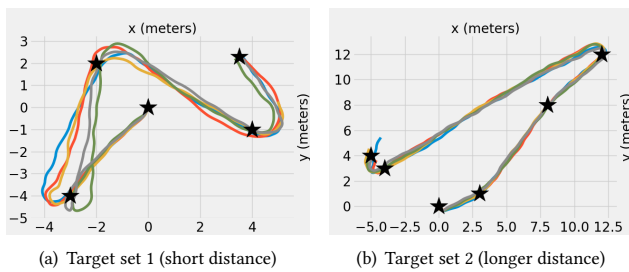 x (meters)
3
2
1
0
−1
−2
−3
−4
−5
−4 −2 0 2 4
y (meters)
(a) Target set 1 (short distance)
x (meters)
12
10
8
6
4
2
0
−5.0 −2.5 0.0 2.5 5.0 7.5 10.0 12.5
y (meters)
(b) Target set 2 (longer distance)